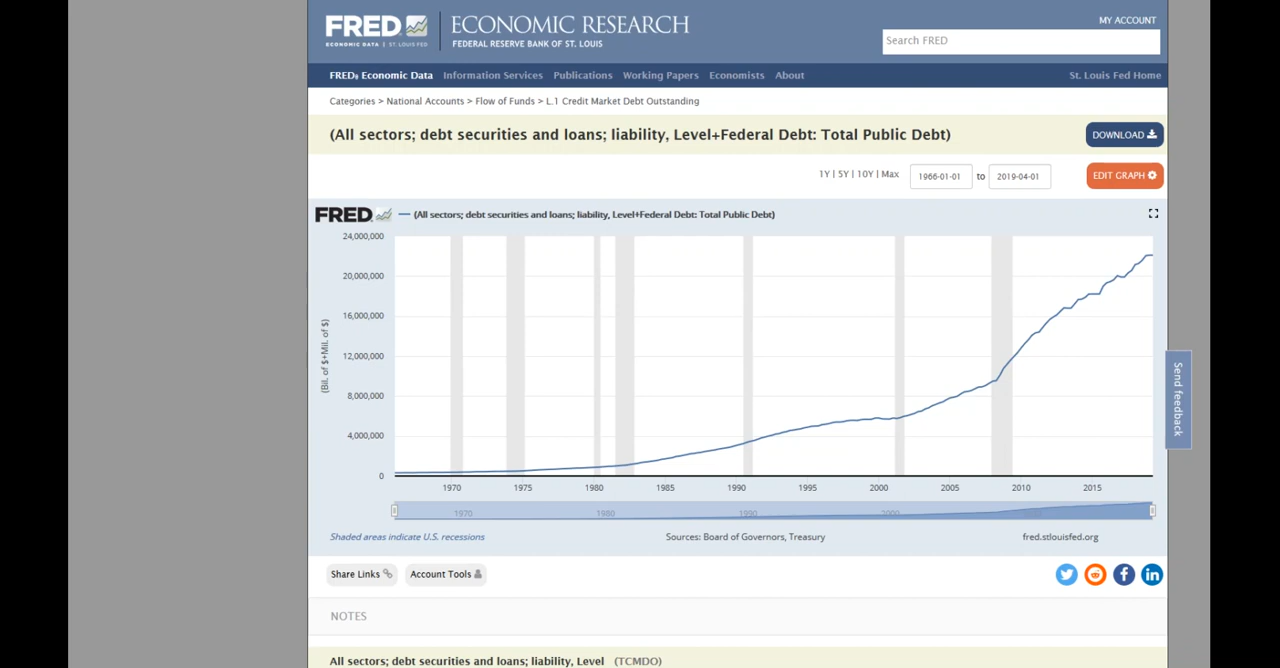 FRED ECONOMIC RESEARCH
ECONOMIC DATA | ST. LOUIS FED FEDERAL RESERVE BANK OF ST. LOUIS
MY ACCOUNT
Search FRED
FRED® Economic Data Information Services Publications Working Papers Economists About St. Louis Fed Home
Categories > National Accounts > Flow of Funds > L.1 Credit Market Debt Outstanding
(All sectors; debt securities and loans; liability, Level+Federal Debt: Total Public Debt)
DOWNLOAD
1Y | 5Y | 10Y | Max 1966-01-01 to 2019-04-01
EDIT GRAPH
FRED — (All sectors; debt securities and loans; liability, Level+Federal Debt: Total Public Debt)
24,000,000
20,000,000
16,000,000
12,000,000
8,000,000
4,000,000
0
(Bil. of $+Mil. of $)
1970 1975 1980 1985 1990 1995 2000 2005 2010 2015
1970 1980 1990 2000
Shaded areas indicate U.S. recessions Sources: Board of Governors, Treasury fred.stlouisfed.org
Send feedback
Share Links Account Tools
NOTES
All sectors; debt securities and loans; liability, Level (TCMDO)